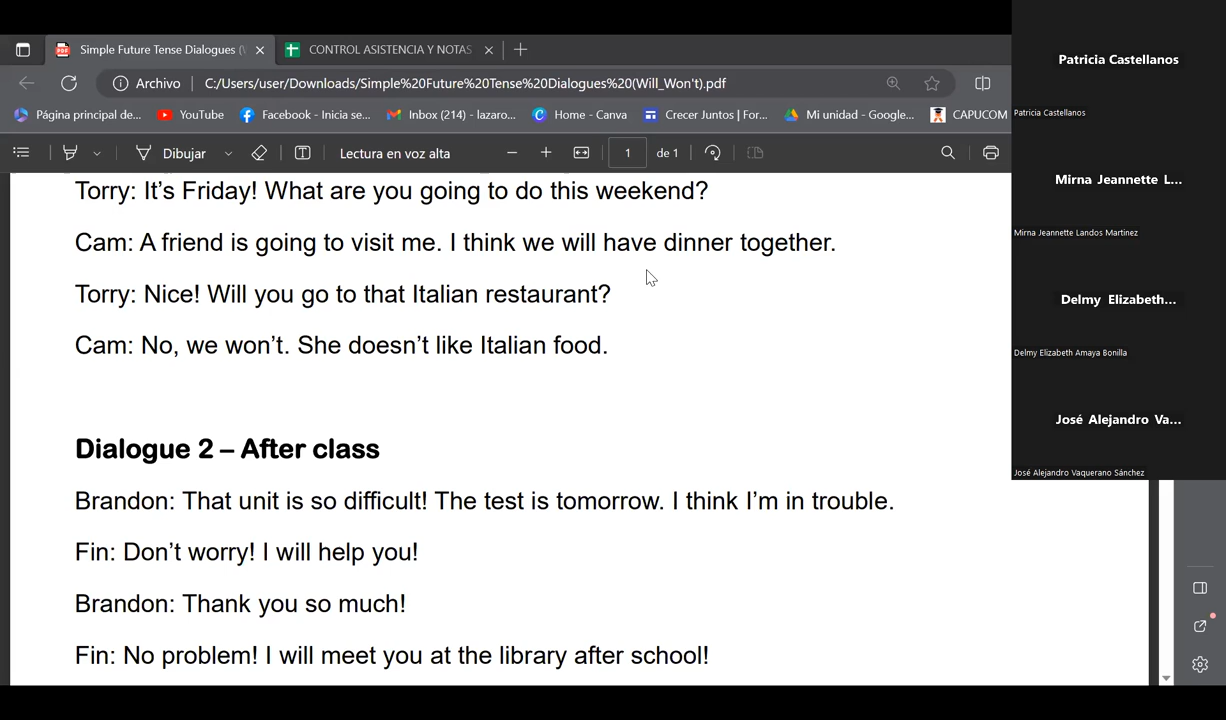 Simple Future Tense Dialogues (
CONTROL ASISTENCIA Y NOTAS
Archivo
C:/Users/user/Downloads/Simple%20Future%20Tense%20Dialogues%20(Will_Won't).pdf
Página principal de...
YouTube
Facebook - Inicia se...
Inbox (214) - lazaro...
Home - Canva
Crecer Juntos | For...
Mi unidad - Google...
CAPUCOM
Dibujar
Lectura en voz alta
1
de 1
Torry: It's Friday! What are you going to do this weekend?
Cam: A friend is going to visit me. I think we will have dinner together.
Torry: Nice! Will you go to that Italian restaurant?
Cam: No, we won't. She doesn't like Italian food.
Dialogue 2 – After class
Brandon: That unit is so difficult! The test is tomorrow. I think I'm in trouble.
Fin: Don't worry! I will help you!
Brandon: Thank you so much!
Fin: No problem! I will meet you at the library after school!
Patricia Castellanos
Patricia Castellanos
Mirna Jeannette L...
Mirna Jeannette Landos Martinez
Delmy Elizabeth...
Delmy Elizabeth Amaya Bonilla
José Alejandro Va...
José Alejandro Vaquerano Sánchez